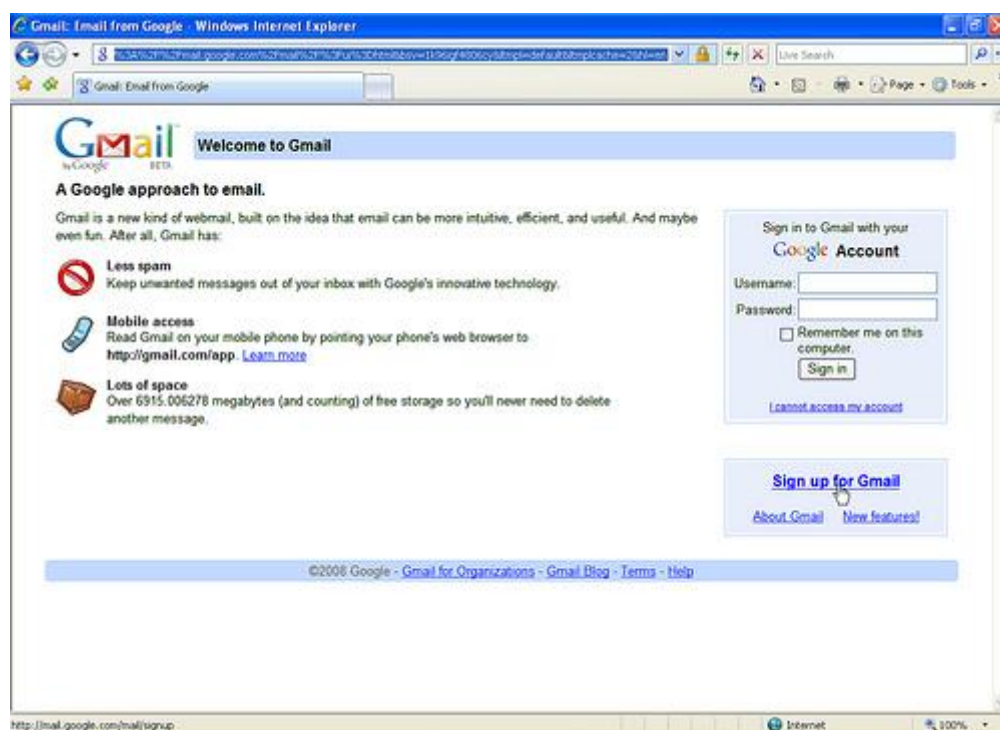 Gmail: Email from Google - Windows Internet Explorer
Live Search
Gmail: Email from Google
Page
Tools
Gmail
by Google BETA
Welcome to Gmail
A Google approach to email.
Gmail is a new kind of webmail, built on the idea that email can be more intuitive, efficient, and useful. And maybe
even fun. After all, Gmail has:
Less spam
Keep unwanted messages out of your inbox with Google's innovative technology.
Mobile access
Read Gmail on your mobile phone by pointing your phone's web browser to
http://gmail.com/app. Learn more
Lots of space
Over 6915.006278 megabytes (and counting) of free storage so you'll never need to delete
another message.
Sign in to Gmail with your
Google Account
Username:
Password:
Remember me on this
computer.
Sign in
I cannot access my account
Sign up for Gmail
About Gmail New features!
©2008 Google - Gmail for Organizations - Gmail Blog - Terms - Help
http://mail.google.com/mail/signup
Internet
100%